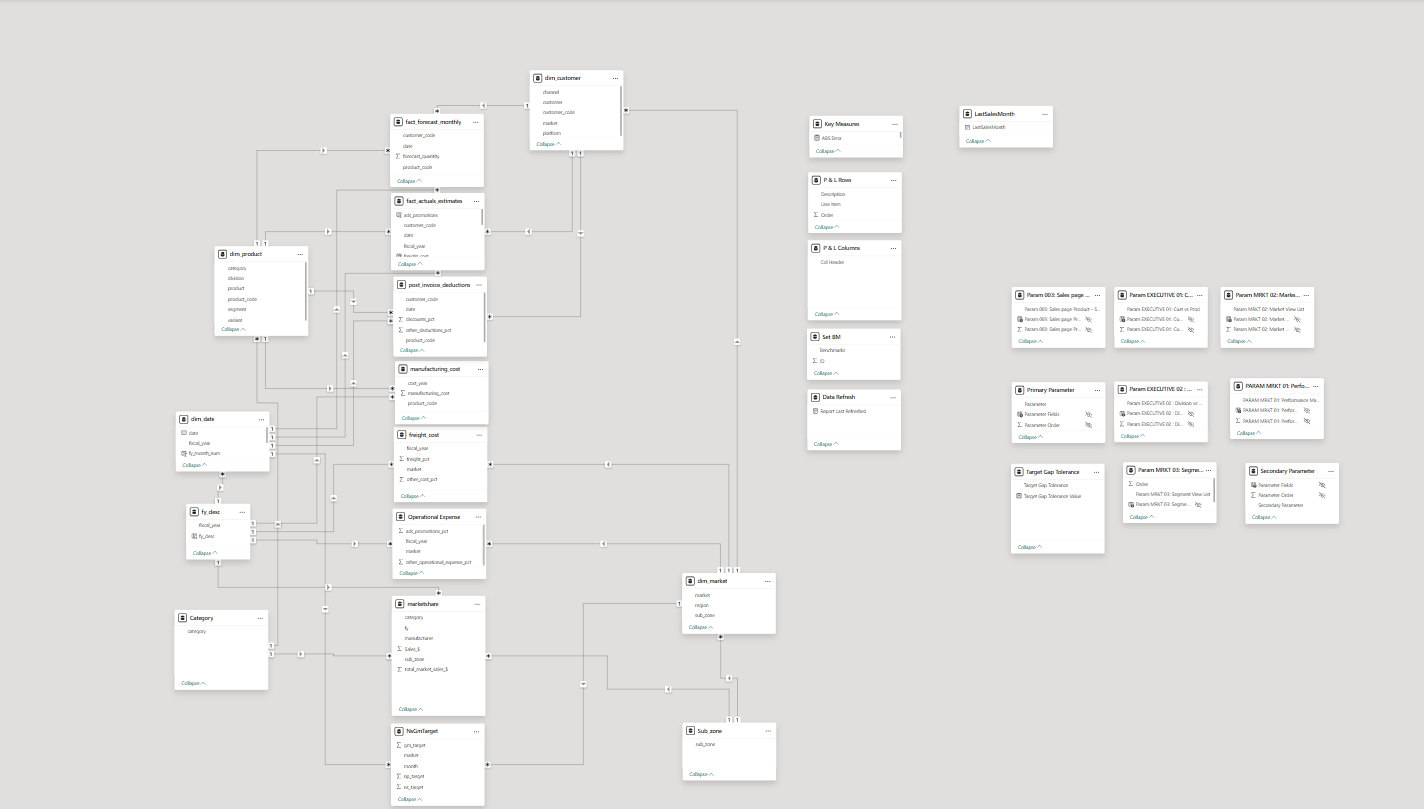 dim_customer
channel
customer
customer_code
market
platform
Collapse
fact_forecast_monthly
customer_code
date
forecast_quantity
product_code
Collapse
fact_actuals_estimates
ads_promotions
customer_code
date
fiscal_year
freight_cost
Collapse
dim_product
category
division
product
product_code
segment
variant
Collapse
post_invoice_deductions
customer_code
date
discounts_pct
other_deductions_pct
product_code
Collapse
manufacturing_cost
cost_year
manufacturing_cost
product_code
Collapse
dim_date
date
fiscal_year
fy_month_num
Collapse
freight_cost
fiscal_year
freight_pct
market
other_cost_pct
Collapse
fy_desc
fiscal_year
fy_desc
Collapse
Operational Expense
ads_promotions_pct
fiscal_year
market
other_operational_expense_pct
Collapse
dim_market
market
region
sub_zone
Collapse
Category
category
Collapse
marketshare
category
fy
manufacturer
Sales_$
sub_zone
total_market_sales_$
Collapse
NsGmTarget
gm_target
market
month
np_target
ns_target
Collapse
Sub_zone
sub_zone
Collapse
Key Measures
ABS Error
Collapse
P & L Rows
Description
Line Item
Order
Collapse
P & L Columns
Col Header
Collapse
Set BM
Benchmarks
ID
Collapse
Data Refresh
Report Last Refreshed
Collapse
LastSalesMonth
LastSalesMonth
Collapse
Param 003: Sales page ...
Param 003: Sales page Product - S...
Param 003: Sales page Pr...
Param 003: Sales page Pr...
Collapse
Param EXECUTIVE 01: C...
Param EXECUTIVE 01: Cust vs Prod
Param EXECUTIVE 01: Cu...
Param EXECUTIVE 01: Cu...
Collapse
Param MRKT 02: Marke...
Param MRKT 02: Market View List
Param MRKT 02: Market ...
Param MRKT 02: Market ...
Collapse
Primary Parameter
Parameter
Parameter Fields
Parameter Order
Collapse
Param EXECUTIVE 02 : ...
Param EXECUTIVE 02 : Division vs ...
Param EXECUTIVE 02 : Di...
Param EXECUTIVE 02 : Di...
Collapse
PARAM MRKT 01: Perfo...
PARAM MRKT 01: Performance Ma...
PARAM MRKT 01: Perfor...
PARAM MRKT 01: Perfor...
Collapse
Target Gap Tolerance
Target Gap Tolerance
Target Gap Tolerance Value
Collapse
Param MRKT 03: Segme...
Order
Param MRKT 03: Segment View List
Param MRKT 03: Segme...
Collapse
Secondary Parameter
Parameter Fields
Parameter Order
Secondary Parameter
Collapse